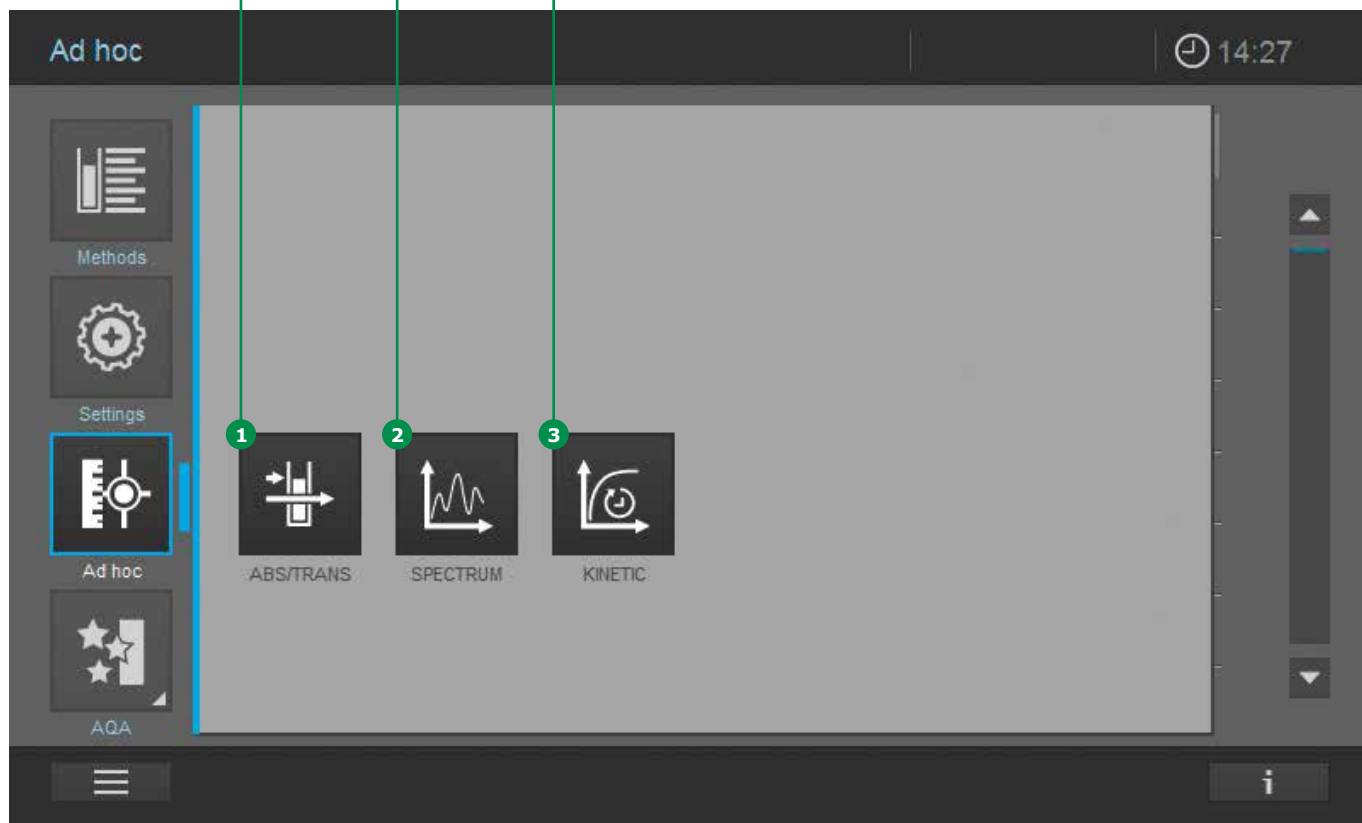 Ad hoc
14:27
Methods
Settings
1
2
3
Ad hoc
ABS/TRANS
SPECTRUM
KINETIC
AQA
i